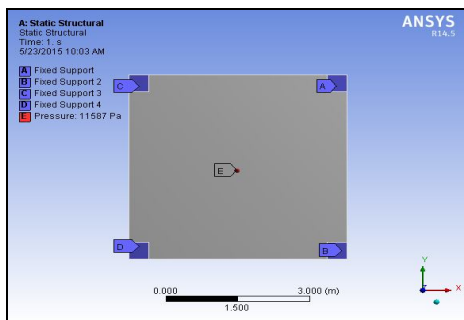 A: Static Structural
Static Structural
Time: 1. s
5/23/2015 10:03 AM
A Fixed Support
B Fixed Support 2
C Fixed Support 3
D Fixed Support 4
E Pressure: 11587 Pa
ANSYS
R14.5
C
A
E
D
B
0.000
3.000 (m)
1.500
Y
X